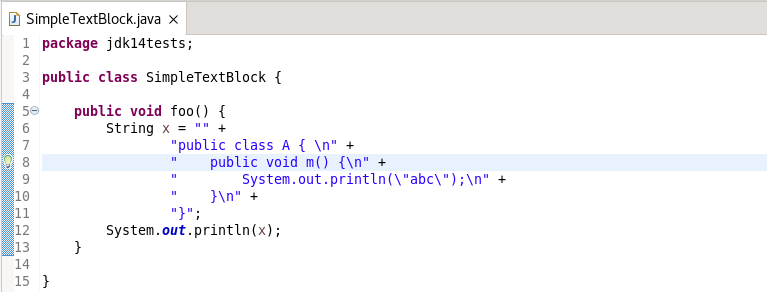 SimpleTextBlock.java
1 package jdk14tests;
2
3 public class SimpleTextBlock {
4
5     public void foo() {
6         String x = "" +
7                 "public class A { \n" +
8                 "    public void m() {\n" +
9                 "        System.out.println(\"abc\");\n" +
10                 "    }\n" +
11                 "}";
12         System.out.println(x);
13     }
14
15 }